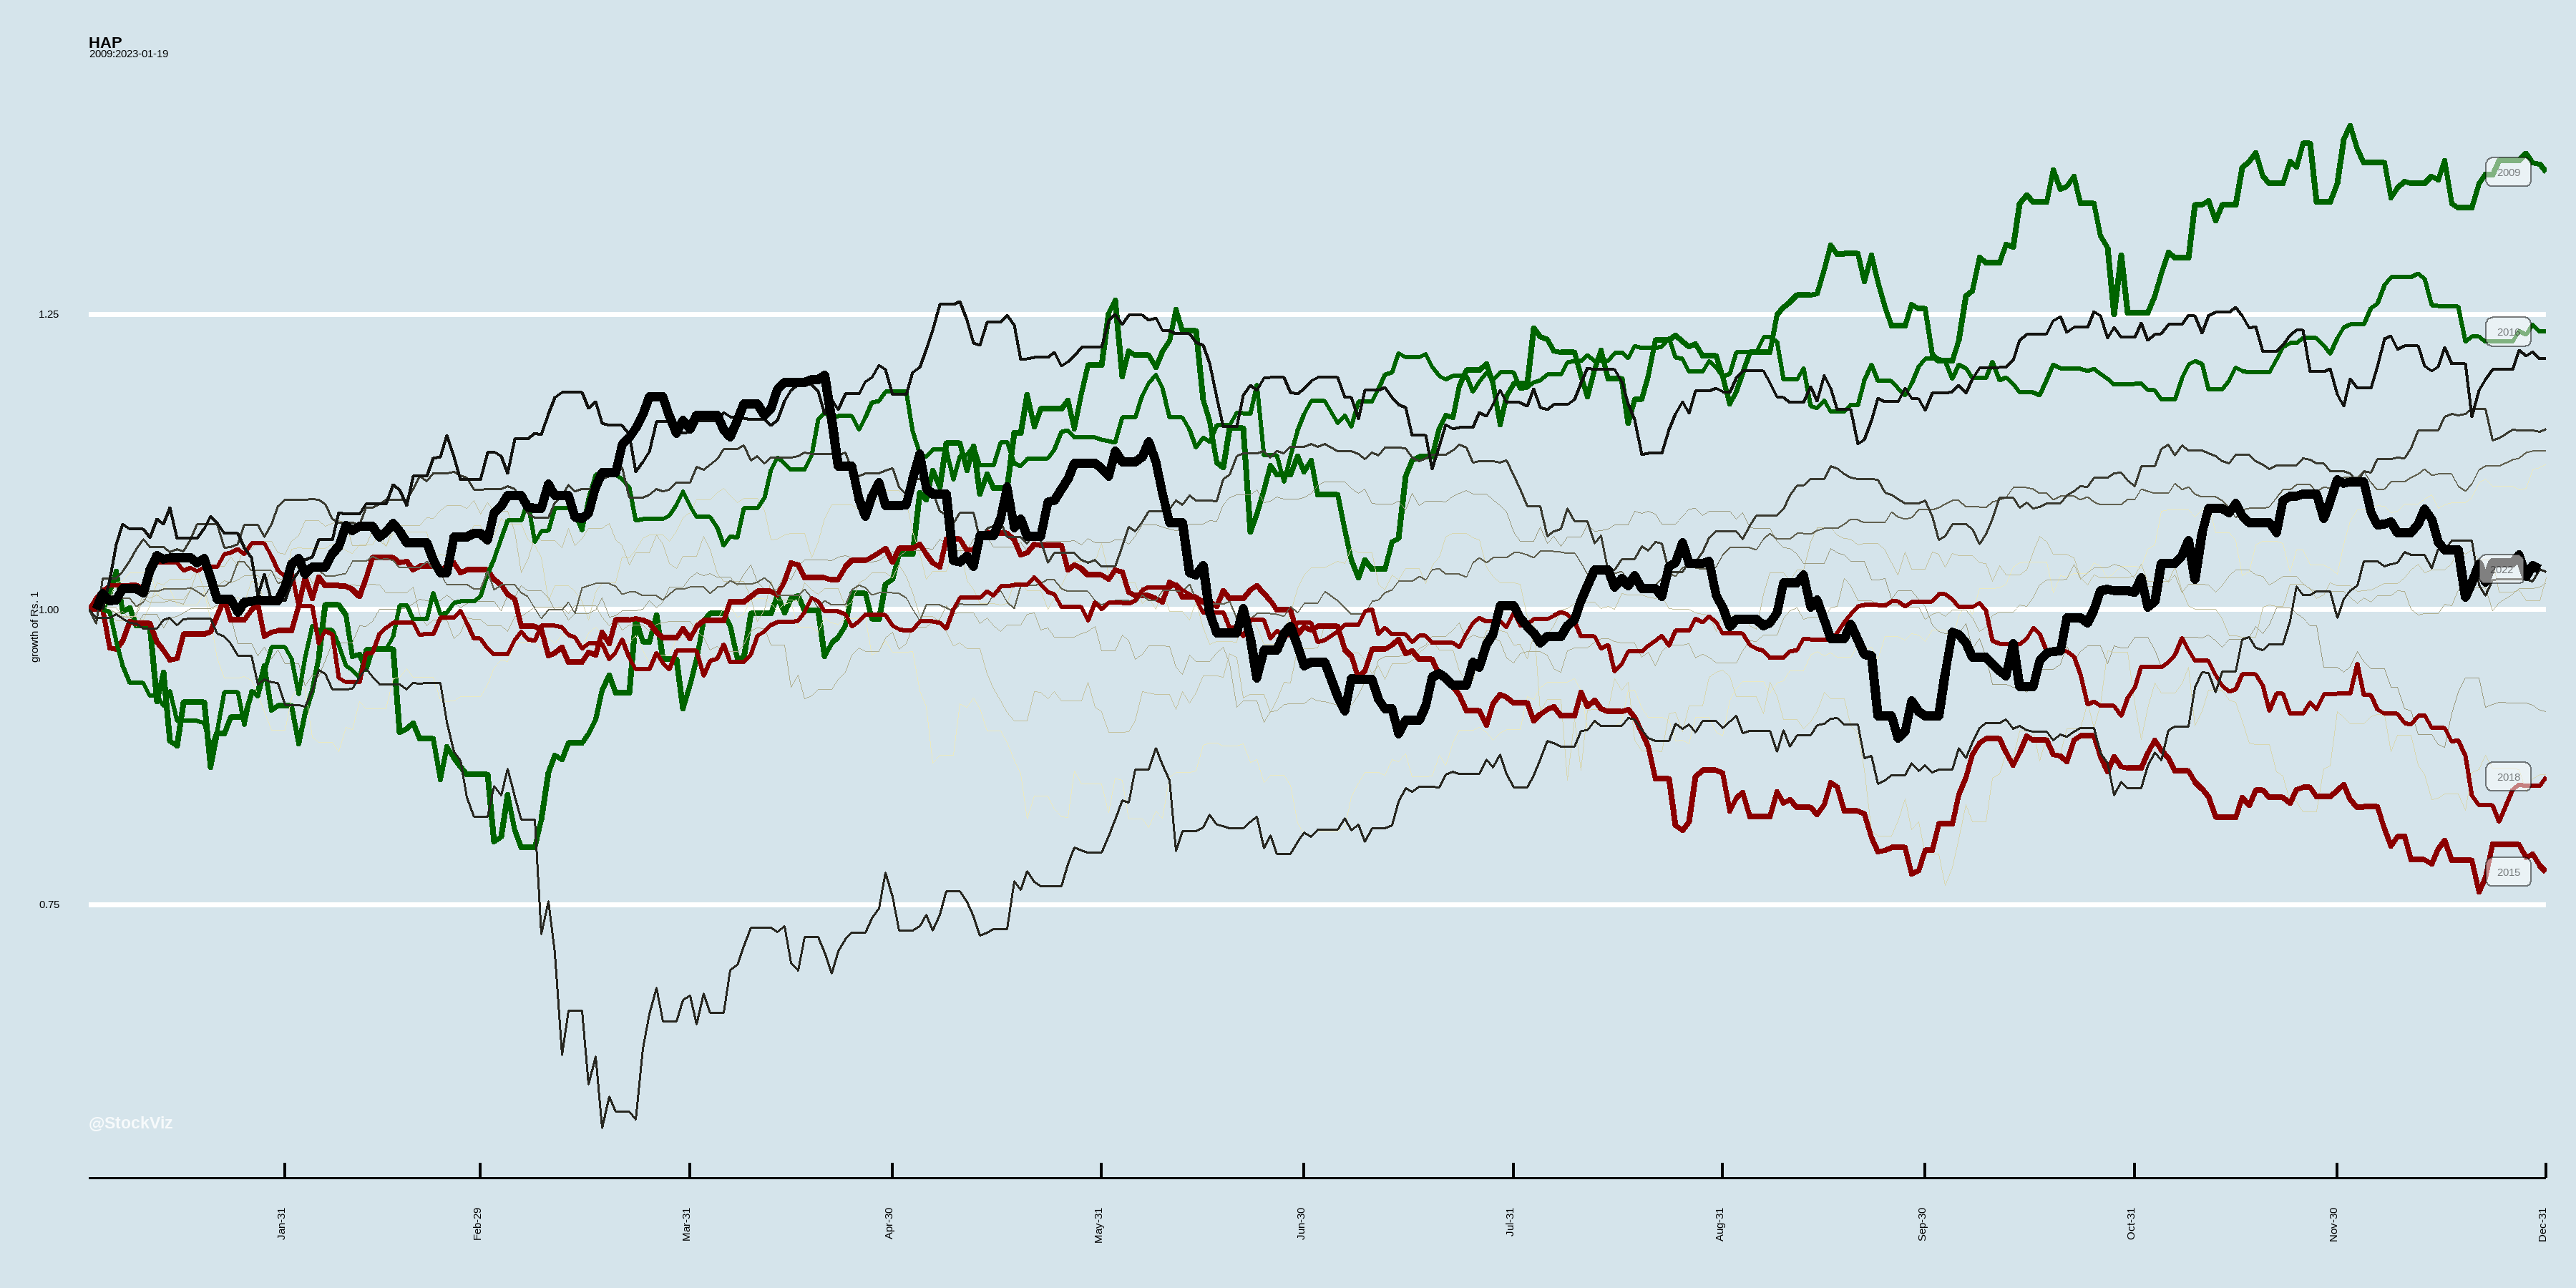 HAP
2009:2023-01-19
growth of Rs. 1
1.25
1.00
0.75
2009
2016
2022
2018
2015
@StockViz
Jan-31
Feb-29
Mar-31
Apr-30
May-31
Jun-30
Jul-31
Aug-31
Sep-30
Oct-31
Nov-30
Dec-31